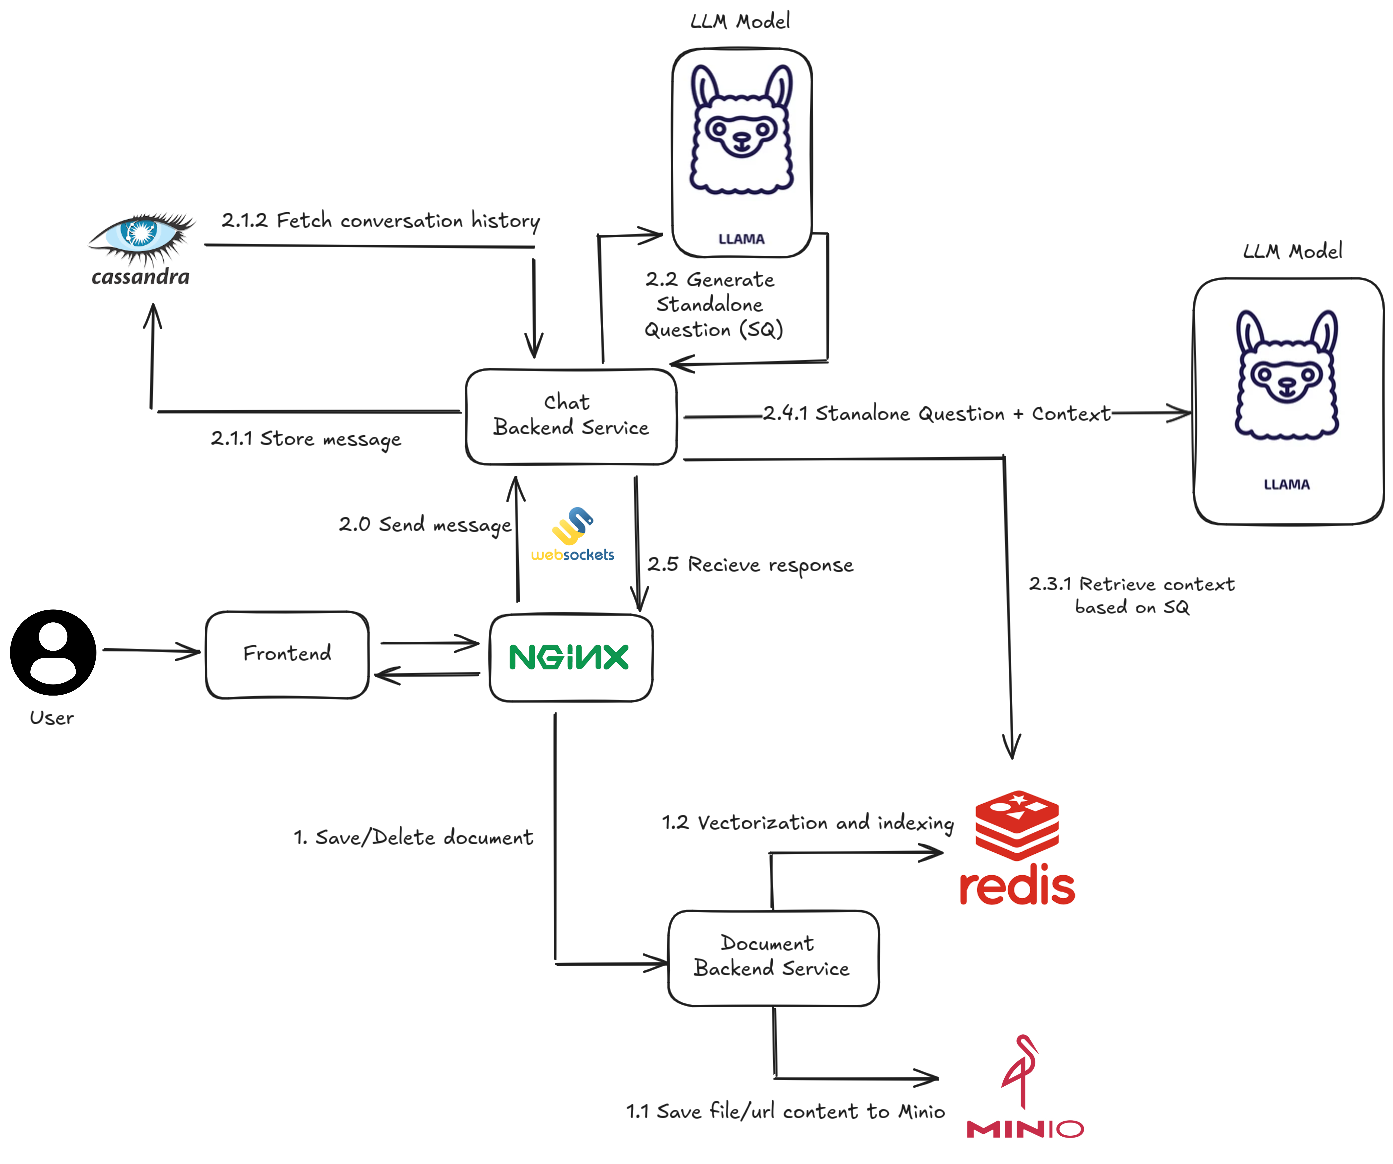 LLM Model
LLAMA
2.1.2 Fetch conversation history
cassandra
2.2 Generate
Standalone
Question (SQ)
LLM Model
LLAMA
Chat
Backend Service
2.4.1 Stanalone Question + Context
2.1.1 Store message
2.0 Send message
websockets
2.5 Recieve response
2.3.1 Retrieve context
based on SQ
Frontend
NGINX
User
1. Save/Delete document
1.2 Vectorization and indexing
redis
Document
Backend Service
1.1 Save file/url content to Minio
MINIO